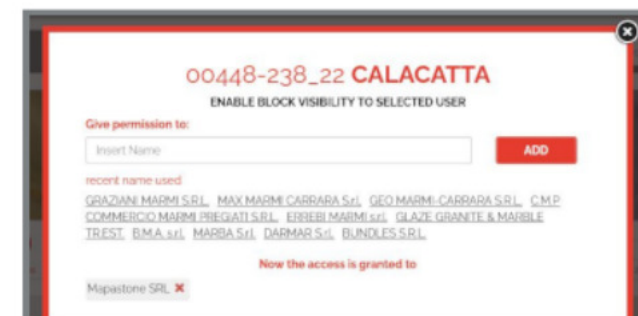 00448-238_22 CALACATTA
ENABLE BLOCK VISIBILITY TO SELECTED USER
Give permission to:
Insert Name
ADD
recent name used
GRAZIANI MARMI S.R.L. MAX MARMI CARRARA S.r.l. GEO MARMI-CARRARA S.R.L. C.M.P.
COMMERCIO MARMI PREGIATI S.R.L. ERREBI MARMI s.r.l. GLAZE GRANITE & MARBLE
TR.EST. B.M.A. s.r.l. MARBA S.r.l. DARMAR S.r.l. BUNDLES S.R.L.
Now the access is granted to
Mapastone SRL ✖